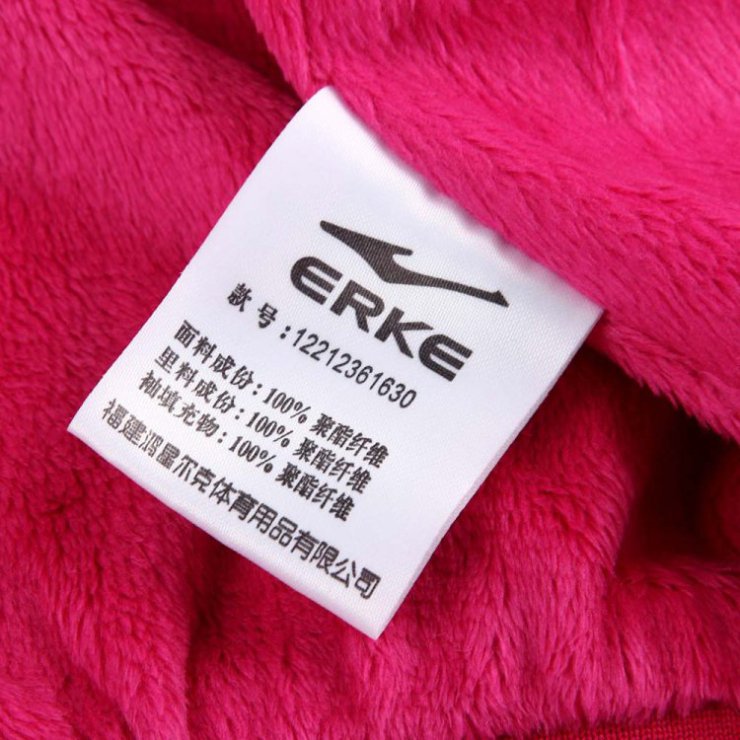 ERKE
款号:12212361630
面料成份:100% 聚酯纤维
里料成份:100% 聚酯纤维
袖填充物:100% 聚酯纤维
福建鸿星尔克体育用品有限公司